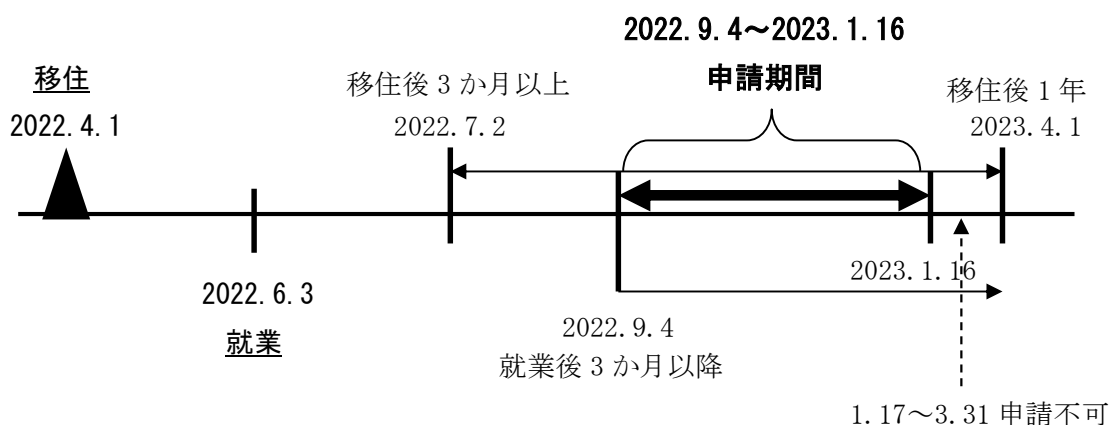 2022.9.4～2023.1.16
申請期間
移住
2022.4.1
移住後3か月以上
2022.7.2
移住後1年
2023.4.1
2022.6.3
就業
2023.1.16
2022.9.4
就業後3か月以降
1.17～3.31 申請不可